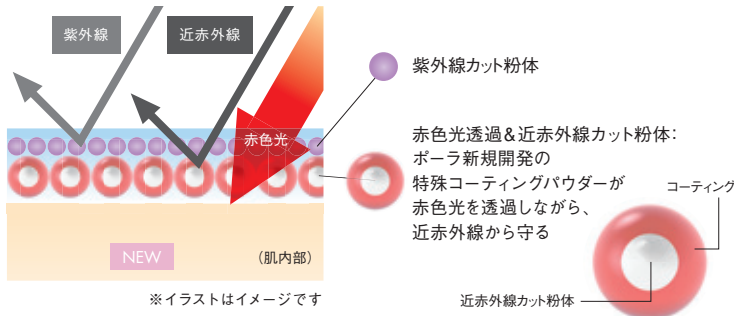 紫外線
近赤外線
赤色光
紫外線カット粉体
赤色光透過&近赤外線カット粉体:
ポーラ新規開発の
特殊コーティングパウダーが
赤色光を透過しながら、
近赤外線から守る
コーティング
近赤外線カット粉体
NEW
(肌内部)
※イラストはイメージです